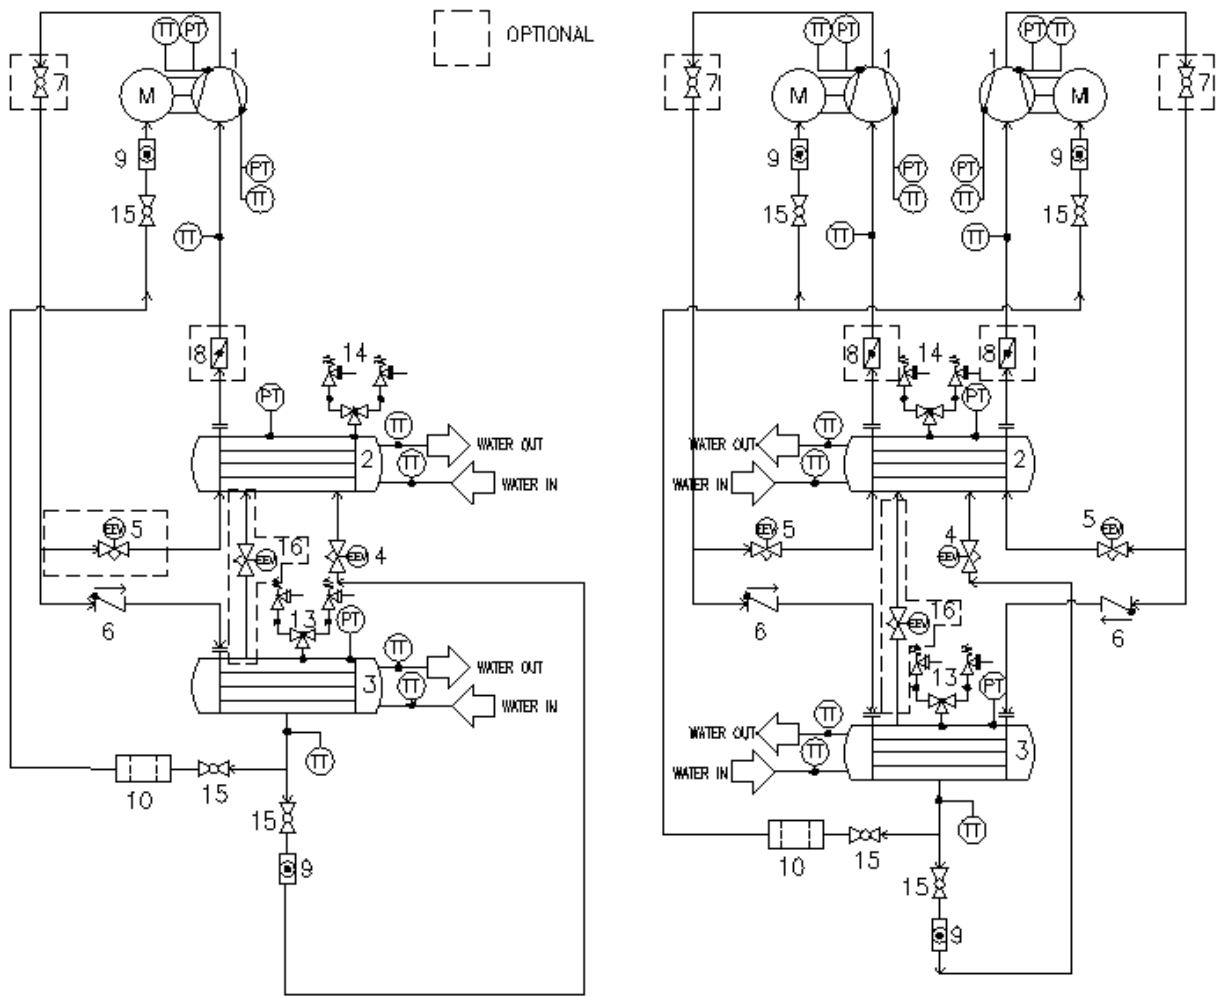 TT PT 1
OPTIONAL
7 M
9 PT
TT
15
TT
8 14
PT
TT
WATER OUT
2 TT
WATER IN
EEV 5
16 EEV EEV 4
6 13 PT
TT
WATER OUT
3 TT
WATER IN
TT
10 15
15
9
TT PT 1 1 PT TT
7 M M 7
9 PT PT 9
TT TT
15 15
TT TT
8 14 8
PT
TT
WATER OUT
TT 2
WATER IN
EEV 5 4 5 EEV
EEV
16
6 EEV 6
13 PT
TT
WATER OUT
TT 3
WATER IN
TT
10 15
15
9